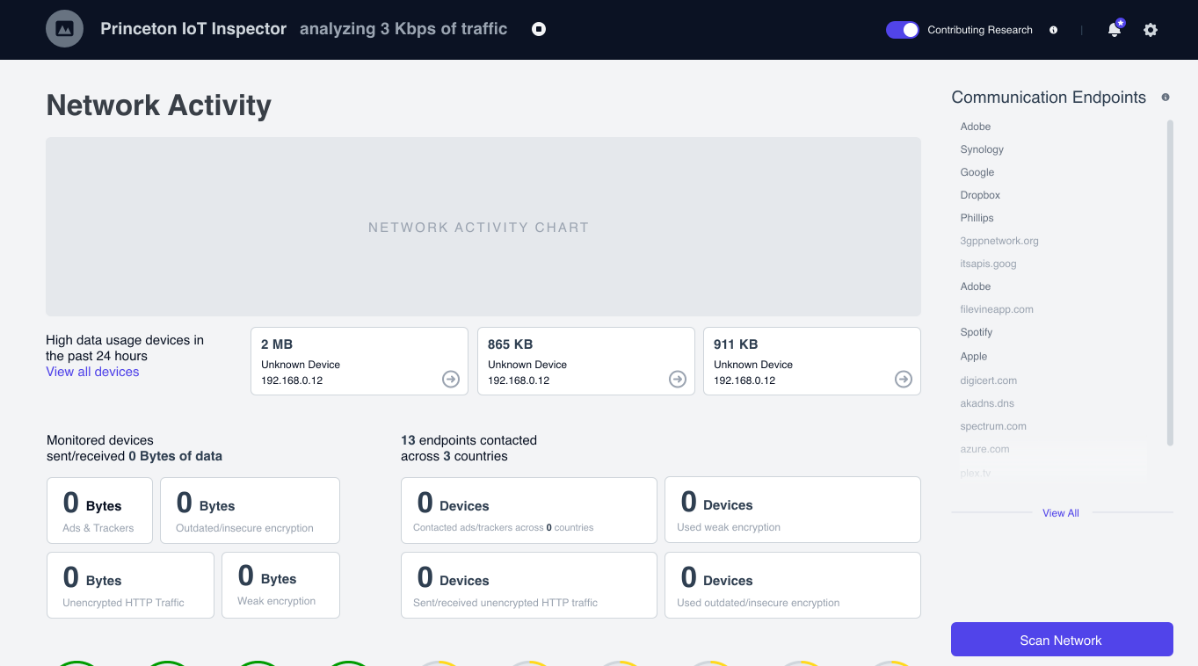 Princeton IoT Inspector analyzing 3 Kbps of traffic
Contributing Research
Network Activity
NETWORK ACTIVITY CHART
High data usage devices in
the past 24 hours
View all devices
2 MB
Unknown Device
192.168.0.12
865 KB
Unknown Device
192.168.0.12
911 KB
Unknown Device
192.168.0.12
Monitored devices
sent/received 0 Bytes of data
0 Bytes
Ads & Trackers
0 Bytes
Outdated/insecure encryption
0 Bytes
Unencrypted HTTP Traffic
0 Bytes
Weak encryption
13 endpoints contacted
across 3 countries
0 Devices
Contacted ads/trackers across 0 countries
0 Devices
Used weak encryption
0 Devices
Sent/received unencrypted HTTP traffic
0 Devices
Used outdated/insecure encryption
Communication Endpoints
Adobe
Synology
Google
Dropbox
Phillips
3gppnetwork.org
itsapis.goog
Adobe
filevineapp.com
Spotify
Apple
digicert.com
akadns.dns
spectrum.com
azure.com
plex.tv
View All
Scan Network